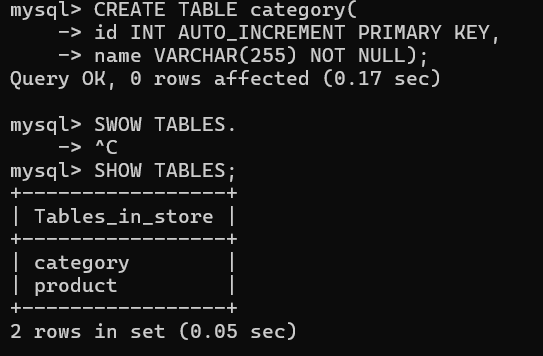 mysql> CREATE TABLE category(
    -> id INT AUTO_INCREMENT PRIMARY KEY,
    -> name VARCHAR(255) NOT NULL);
Query OK, 0 rows affected (0.17 sec)

mysql> SWOW TABLES.
    -> ^C
mysql> SHOW TABLES;
+-----------------+
| Tables_in_store |
+-----------------+
| category        |
| product         |
+-----------------+
2 rows in set (0.05 sec)